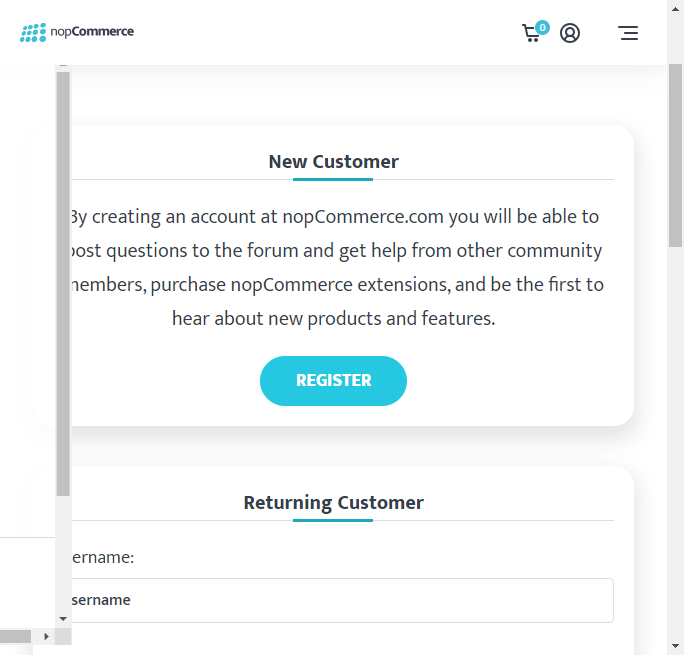 nopCommerce
0
New Customer
By creating an account at nopCommerce.com you will be able to
post questions to the forum and get help from other community
members, purchase nopCommerce extensions, and be the first to
hear about new products and features.
REGISTER
Returning Customer
ername:
sername